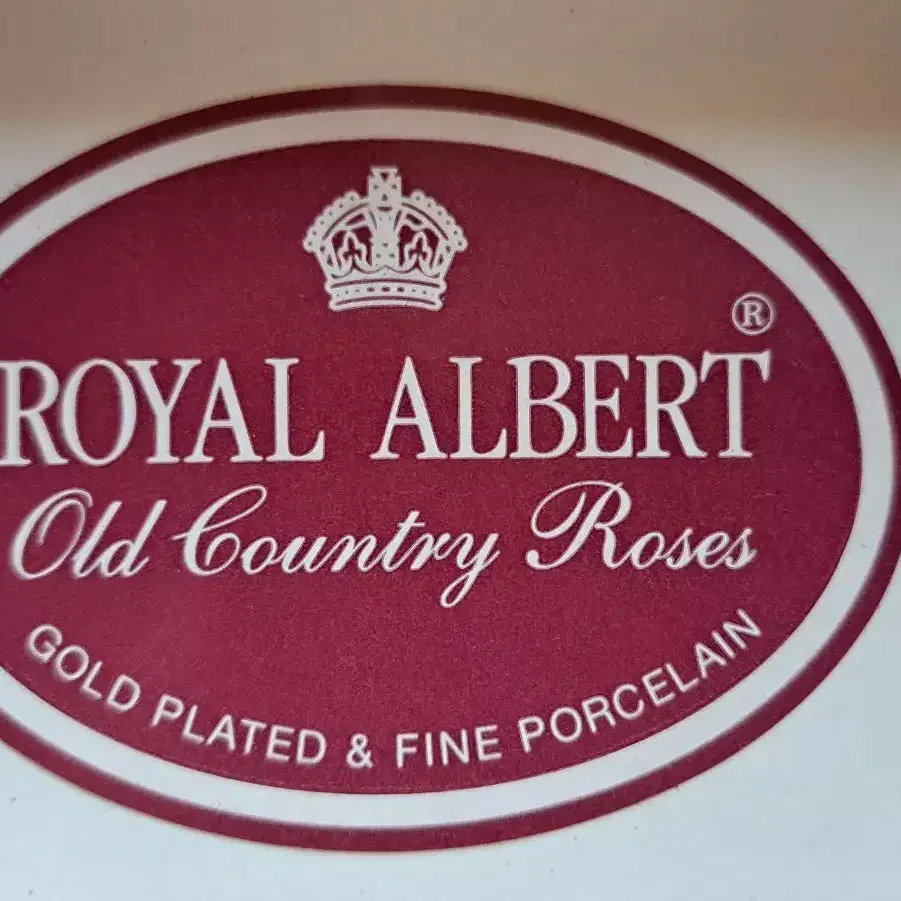 ROYAL ALBERT®
Old Country Roses
GOLD PLATED & FINE PORCELAIN